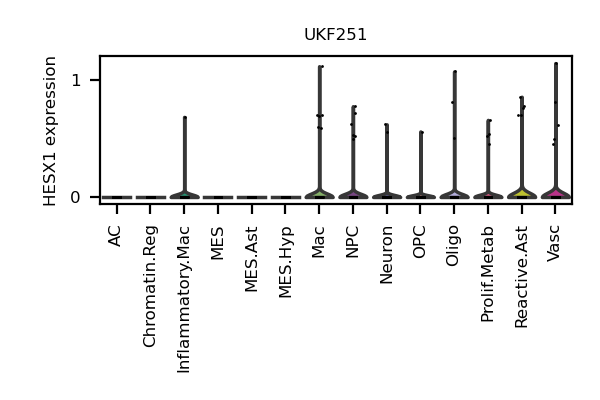 UKF251
HESX1 expression
1
0
AC
Chromatin.Reg
Inflammatory.Mac
MES
MES.Ast
MES.Hyp
Mac
NPC
Neuron
OPC
Oligo
Prolif.Metab
Reactive.Ast
Vasc